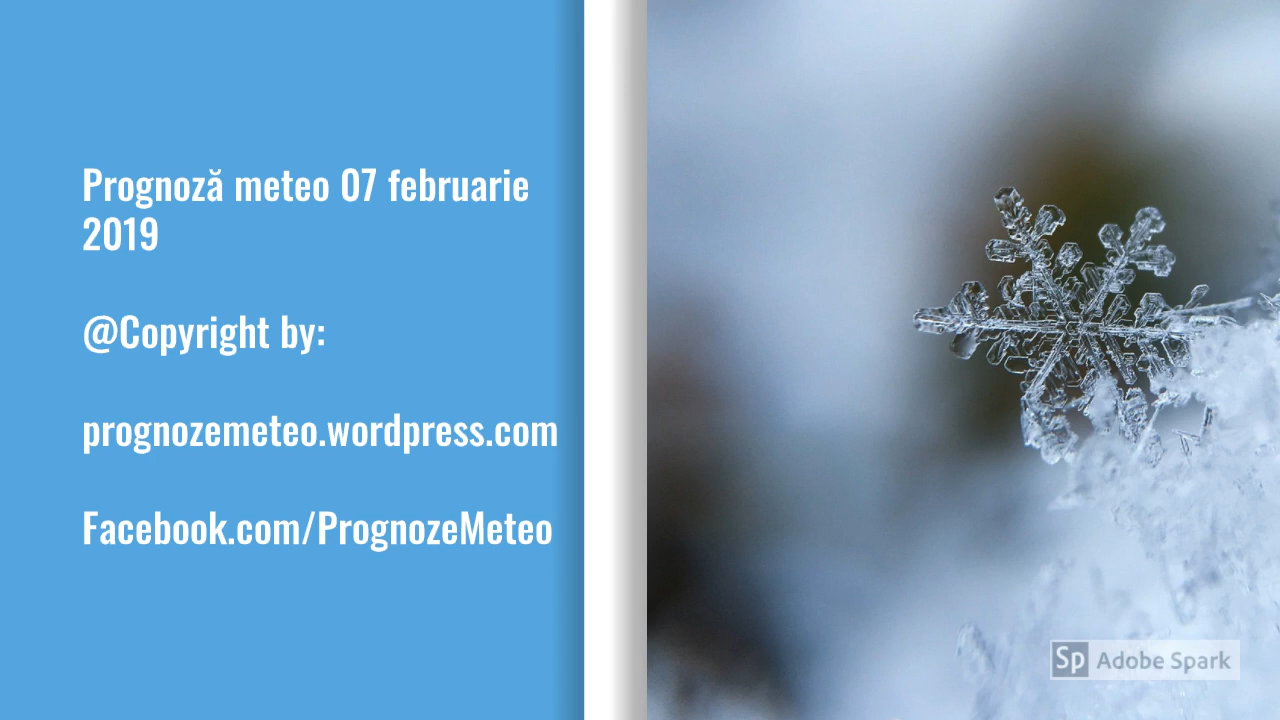 Prognoză meteo 07 februarie
2019
@Copyright by:
prognozemeteo.wordpress.com
Facebook.com/PrognozeMeteo
Sp Adobe Spark